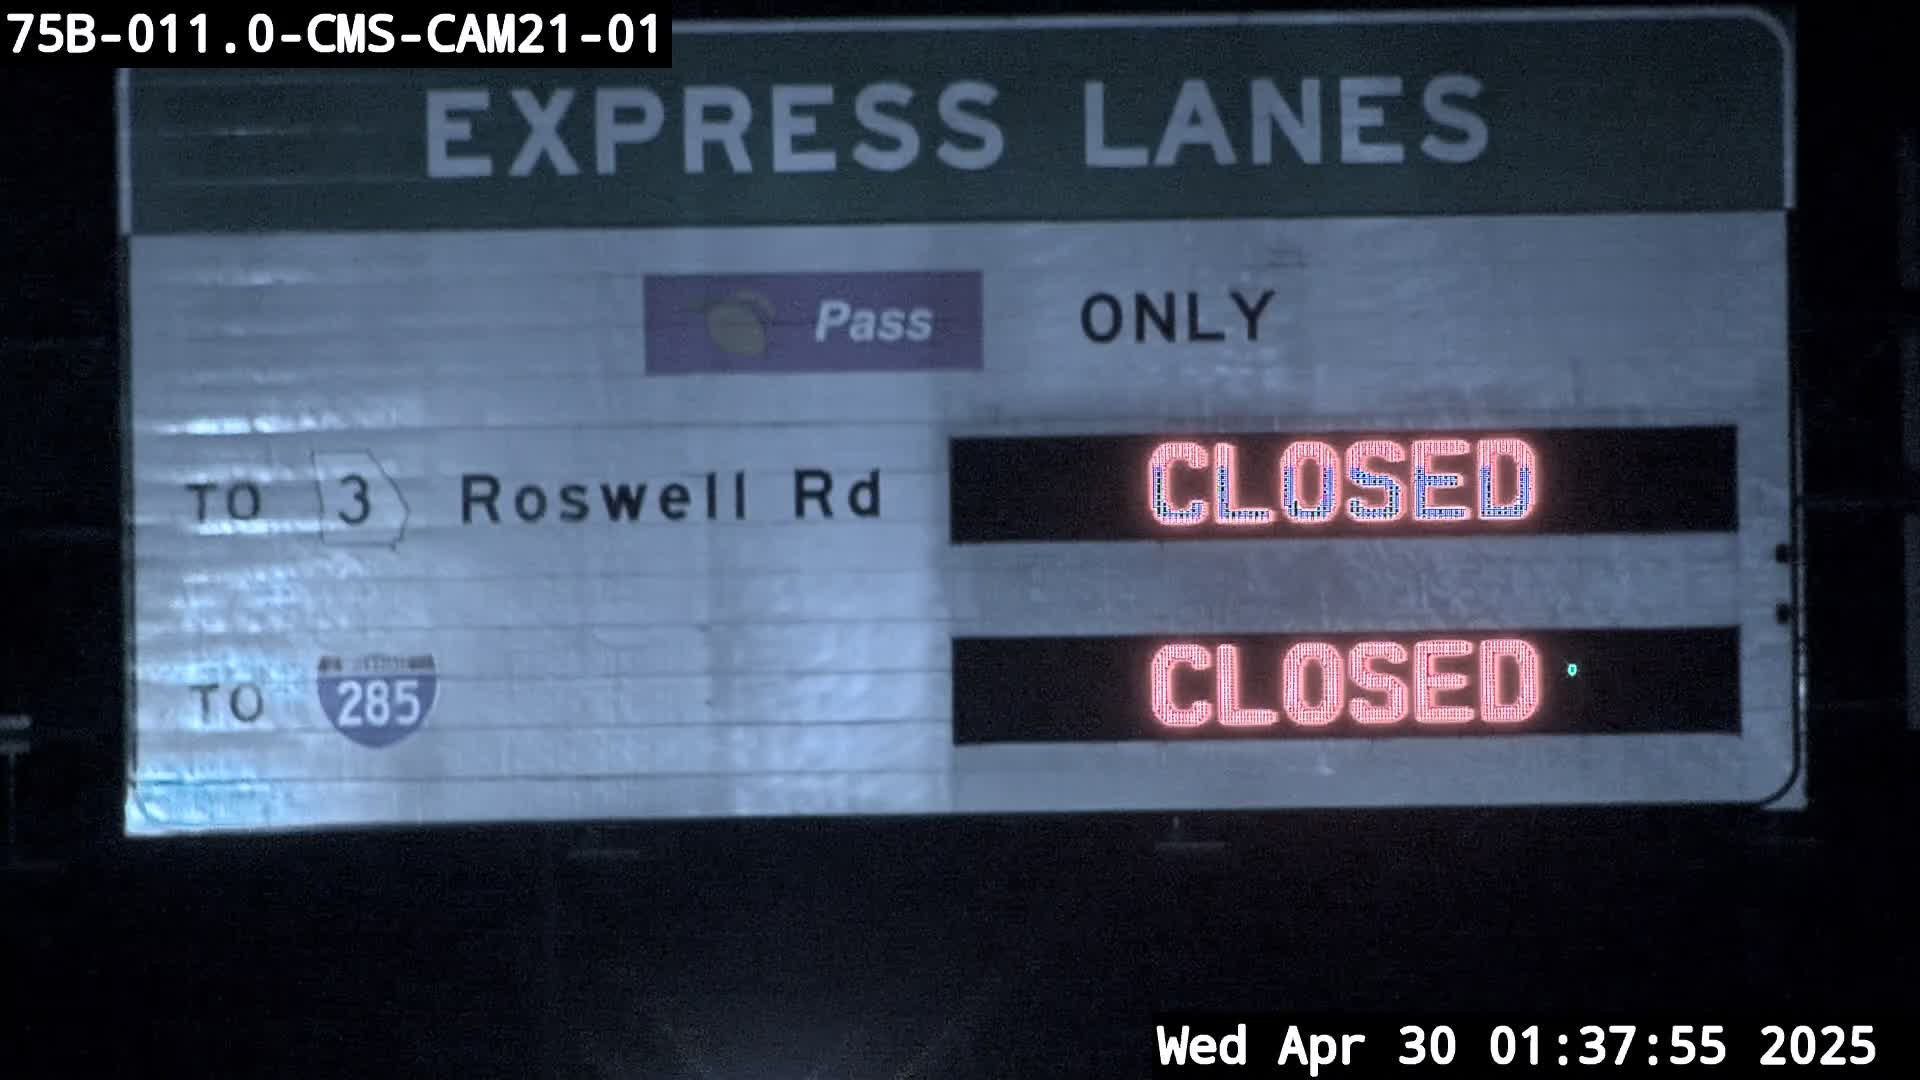 75B-011.0-CMS-CAM21-01
EXPRESS LANES
Pass ONLY
TO 3 Roswell Rd CLOSED
TO 285 CLOSED
Wed Apr 30 01:37:55 2025